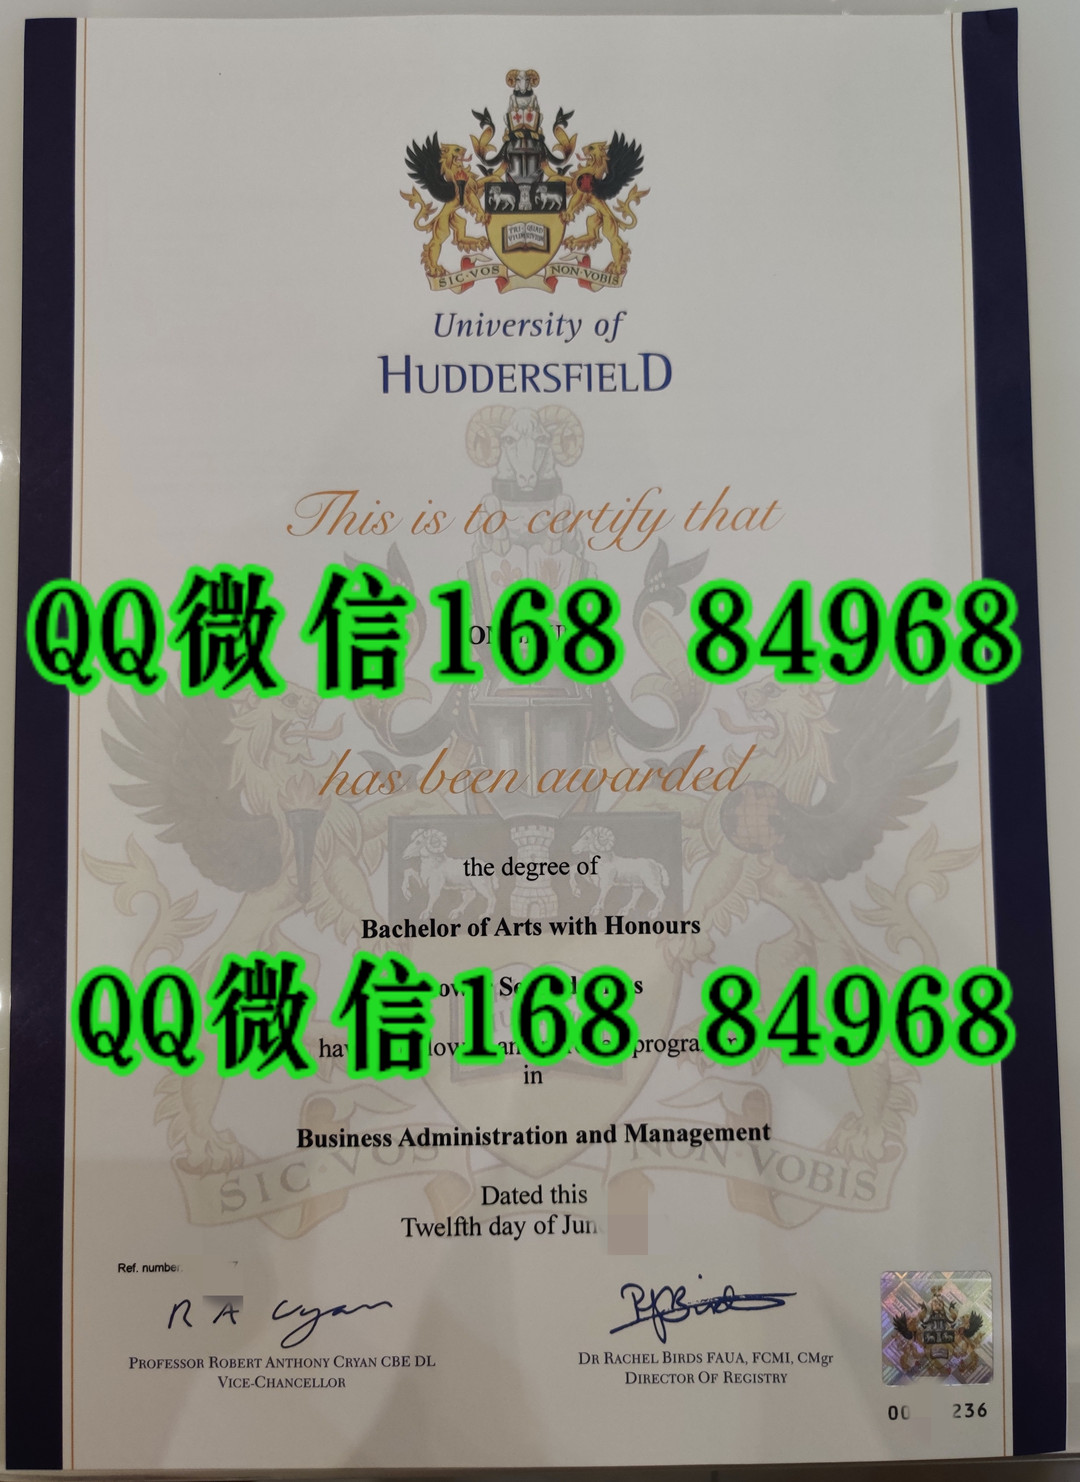 TRI QUAD
SIC·VOS NON·VOBIS
University of
HUDDERSFIELD
This is to certify that
QQ微信168 84968
has been awarded
the degree of
Bachelor of Arts with Honours
QQ微信168 84968
in
Business Administration and Management
SIC·VOS NON·VOBIS
Dated this
Twelfth day of Jun
Ref. number
R A Cryan
PROFESSOR ROBERT ANTHONY CRYAN CBE DL
VICE-CHANCELLOR
DR RACHEL BIRDS FAUA, FCMI, CMgr
DIRECTOR OF REGISTRY
00 236